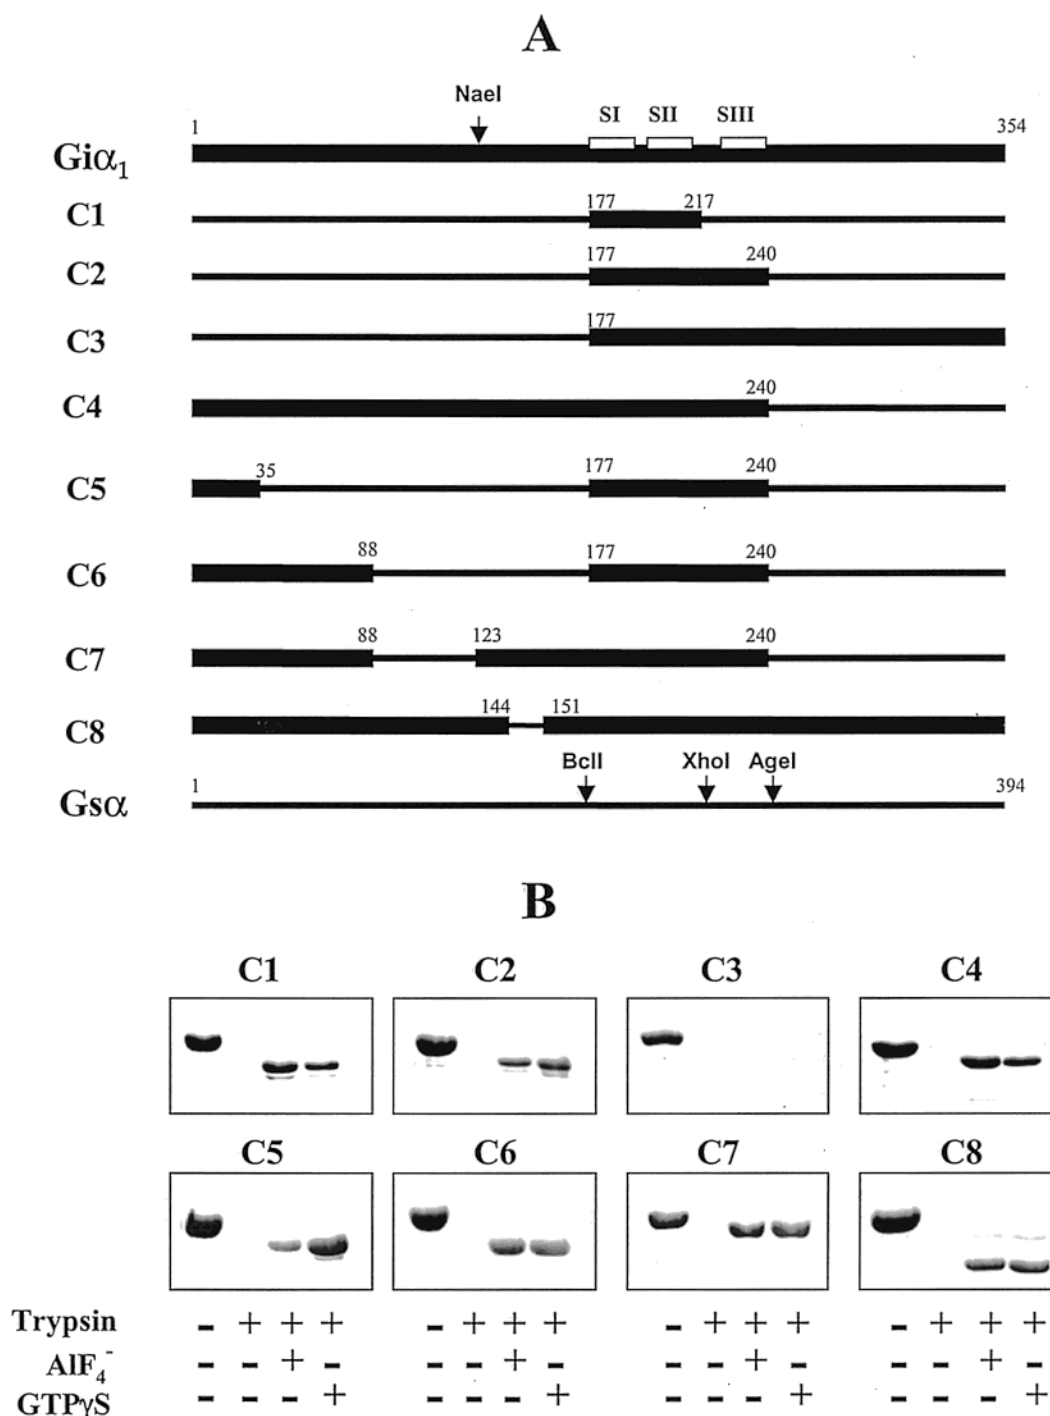 A
NaeI
SI SII SIII
1 354
Giα1
177 217
C1
177 240
C2
177
C3
240
C4
35 177 240
C5
88 177 240
C6
88 123 240
C7
144 151
C8
BclI XhoI AgeI
1 394
Gsα
B
C1 C2 C3 C4
C5 C6 C7 C8
Trypsin - + + + - + + + - + + + - + + +
AlF4- - - + - - - + - - - + - - - + -
GTPγS - - - + - - - + - - - + - - - +